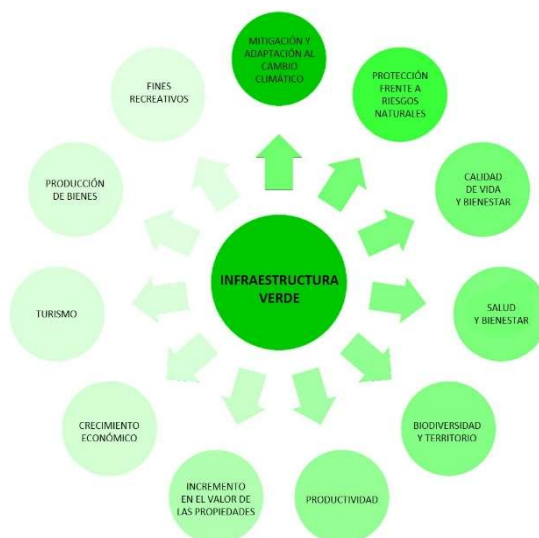 MITIGACIÓN Y
ADAPTACIÓN AL
CAMBIO
CLIMÁTICO
PROTECCIÓN
FRENTE A
RIESGOS
NATURALES
CALIDAD
DE VIDA
Y BIENESTAR
SALUD
Y BIENESTAR
BIODIVERSIDAD
Y TERRITORIO
PRODUCTIVIDAD
INCREMENTO
EN EL VALOR DE
LAS PROPIEDADES
CRECIMIENTO
ECONÓMICO
TURISMO
PRODUCCIÓN
DE BIENES
FINES
RECREATIVOS
INFRAESTRUCTURA
VERDE